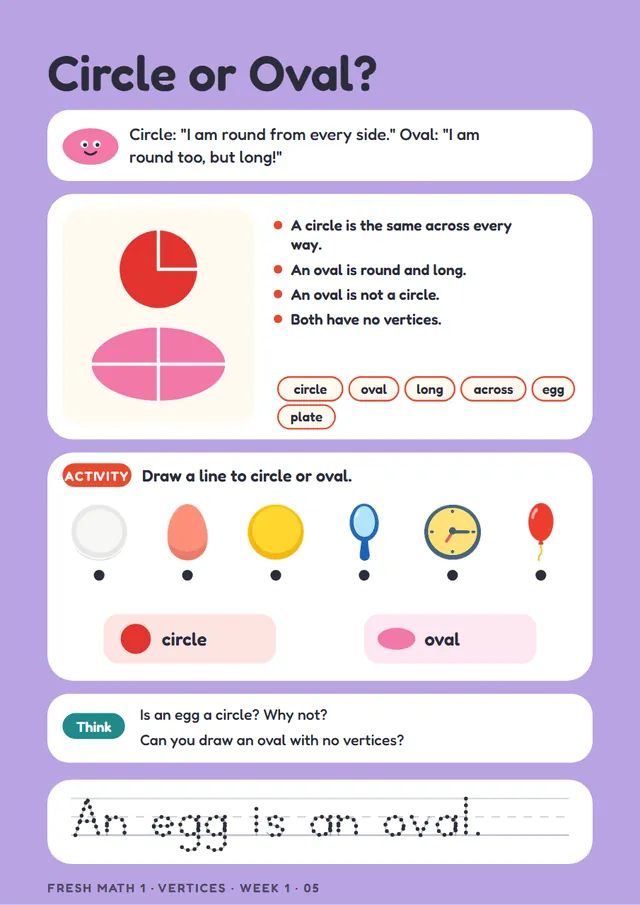 Circle or Oval?
Circle: "I am round from every side." Oval: "I am
round too, but long!"
A circle is the same across every
way.
An oval is round and long.
An oval is not a circle.
Both have no vertices.
circle oval long across egg
plate
ACTIVITY Draw a line to circle or oval.
circle oval
Think
Is an egg a circle? Why not?
Can you draw an oval with no vertices?
An egg is an oval.
FRESH MATH 1 · VERTICES · WEEK 1 · 05